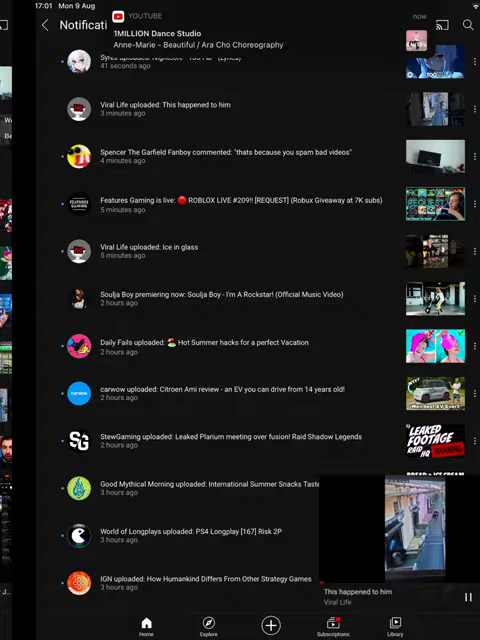 17:01 Mon 9 Aug
YOUTUBE
now
Notificati
1MILLION Dance Studio
Anne-Marie - Beautiful / Ara Cho Choreography
41 seconds ago
Viral Life uploaded: This happened to him
3 minutes ago
Spencer The Garfield Fanboy commented: "thats because you spam bad videos"
4 minutes ago
FEATURES
GAMING
Features Gaming is live: 🔴 ROBLOX LIVE #209!! [REQUEST] (Robux Giveaway at 7K subs)
5 minutes ago
Viral Life uploaded: Ice in glass
5 minutes ago
Soulja Boy premiering now: Soulja Boy - I'm A Rockstar! (Official Music Video)
2 hours ago
Daily Fails uploaded: 🏖️ Hot Summer hacks for a perfect Vacation
2 hours ago
carwow
carwow uploaded: Citroen Ami review - an EV you can drive from 14 years old!
2 hours ago
Weirdest EV Ever!
SG
StewGaming uploaded: Leaked Plarium meeting over fusion! Raid Shadow Legends
2 hours ago
LEAKED
FOOTAGE
RAID
HQ
WARNING
Good Mythical Morning uploaded: International Summer Snacks Taste
3 hours ago
World of Longplays uploaded: PS4 Longplay [167] Risk 2P
3 hours ago
IGN uploaded: How Humankind Differs From Other Strategy Games
3 hours ago
This happened to him
Viral Life
Home
Explore
Subscriptions
Library